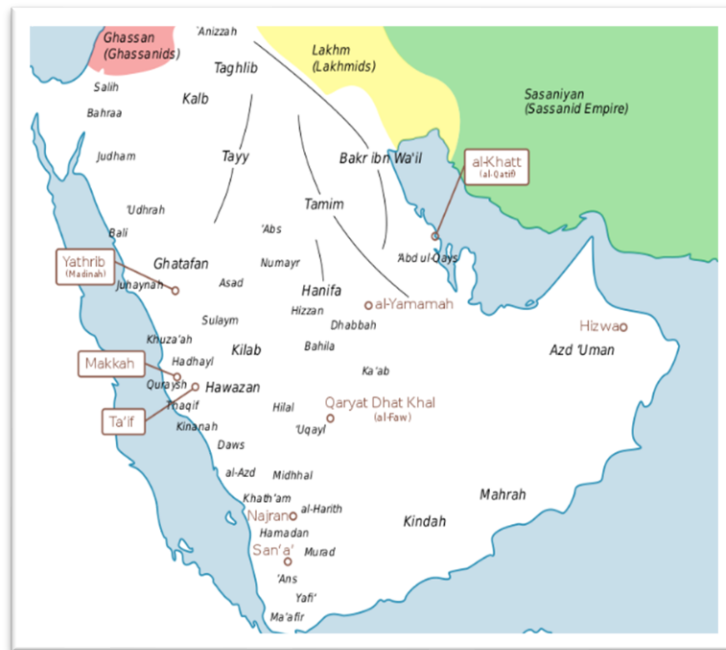 Ghassan
(Ghassanids)
'Anizzah
Lakhm
(Lakhmids)
Taghlib
Sasaniyan
(Sassanid Empire)
Salih
Kalb
Bahraa
Judham
Tayy
Bakr ibn Wa'il
al-Khatt
(al-Qatif)
Tamim
'Udhrah
Bali
'Abs
Yathrib
(Madinah)
Ghatafan
Numayr
'Abd ul-Qays
Junaynah
Asad
Hanifa
al-Yamamah
Hizzan
Sulaym
Dhabbah
Hizwa
Khuza'ah
Kilab
Bahila
Azd 'Uman
Makkah
Hadhayl
Ka'ab
Quraysh
Hawazan
Thaqif
Hilal
Qaryat Dhat Khal
(al-Faw)
Ta'if
Kinanah
'Uqayl
Daws
al-Azd
Midhhal
Khath'am
Mahrah
al-Harith
Najran
Kindah
Hamadan
San'a'
Murad
'Ans
Yafi'
Ma'afir